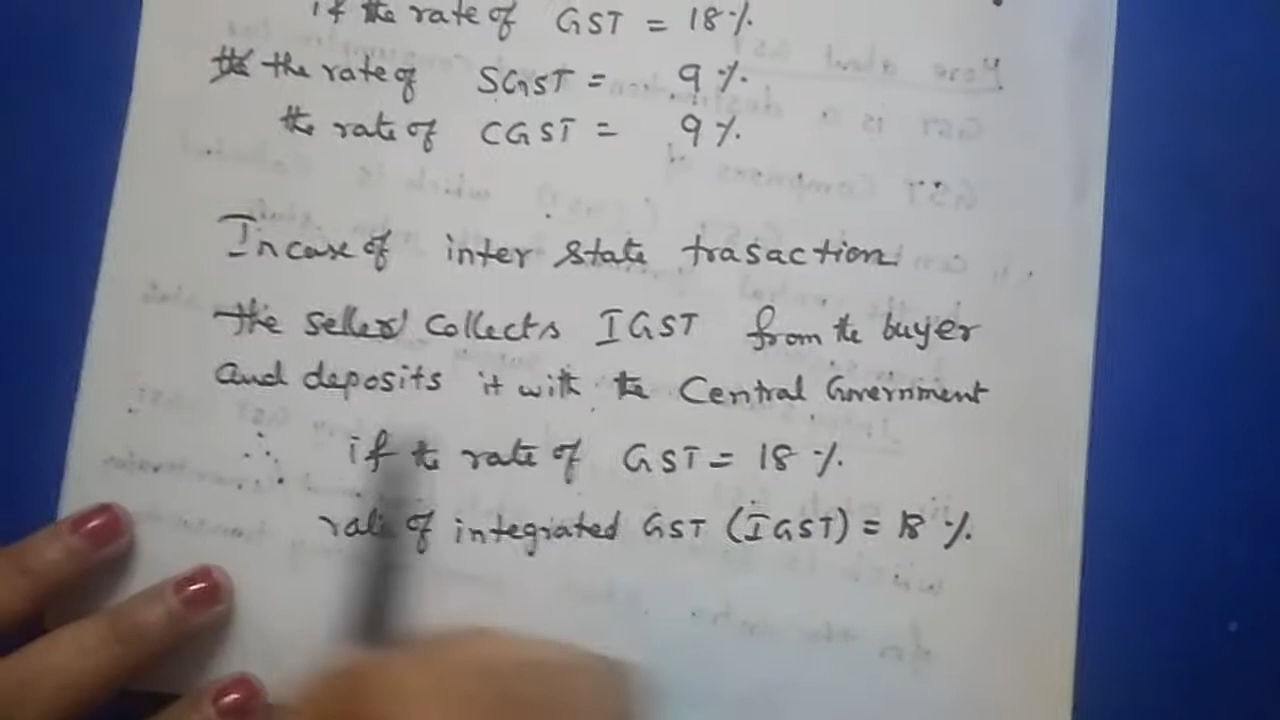 if the rate of GST = 18%
the rate of SGST = 9%
the rate of CGST = 9%
Incase of inter state trasaction
the seller collects IGST from the buyer
and deposits it with the Central Government
∴ if the rate of GST = 18%
rate of integrated GST (IGST) = 18%